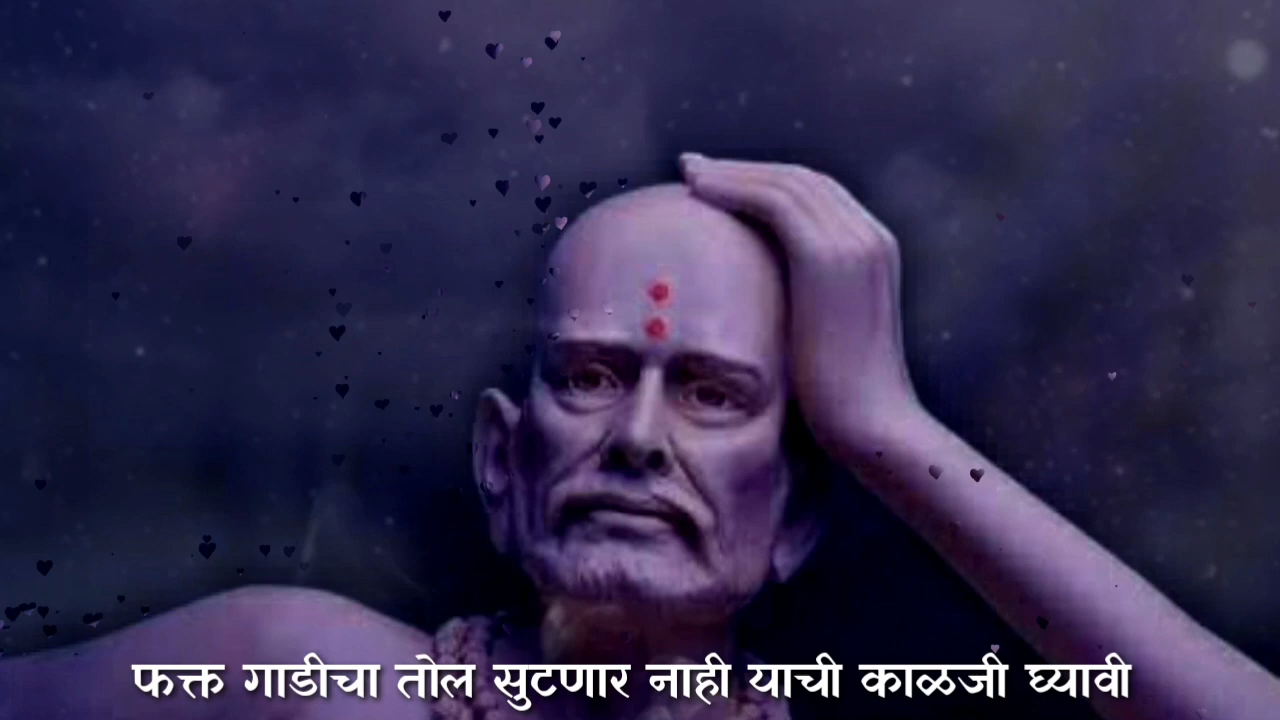 फक्त गाडीचा तोल सुटणार नाही याची काळजी घ्यावी